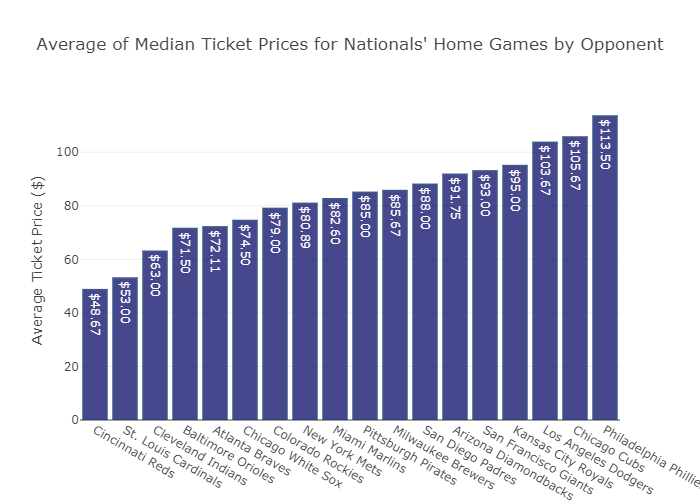 Average of Median Ticket Prices for Nationals' Home Games by Opponent
Average Ticket Price ($)
100
80
60
40
20
0
$48.67
$53.00
$63.00
$71.50
$72.11
$74.50
$79.00
$80.89
$82.60
$85.00
$85.67
$88.00
$91.75
$93.00
$95.00
$103.67
$105.67
$113.50
Cincinnati Reds
St. Louis Cardinals
Cleveland Indians
Baltimore Orioles
Atlanta Braves
Chicago White Sox
Colorado Rockies
New York Mets
Miami Marlins
Pittsburgh Pirates
Milwaukee Brewers
San Diego Padres
Arizona Diamondbacks
San Francisco Giants
Kansas City Royals
Los Angeles Dodgers
Chicago Cubs
Philadelphia Phillie